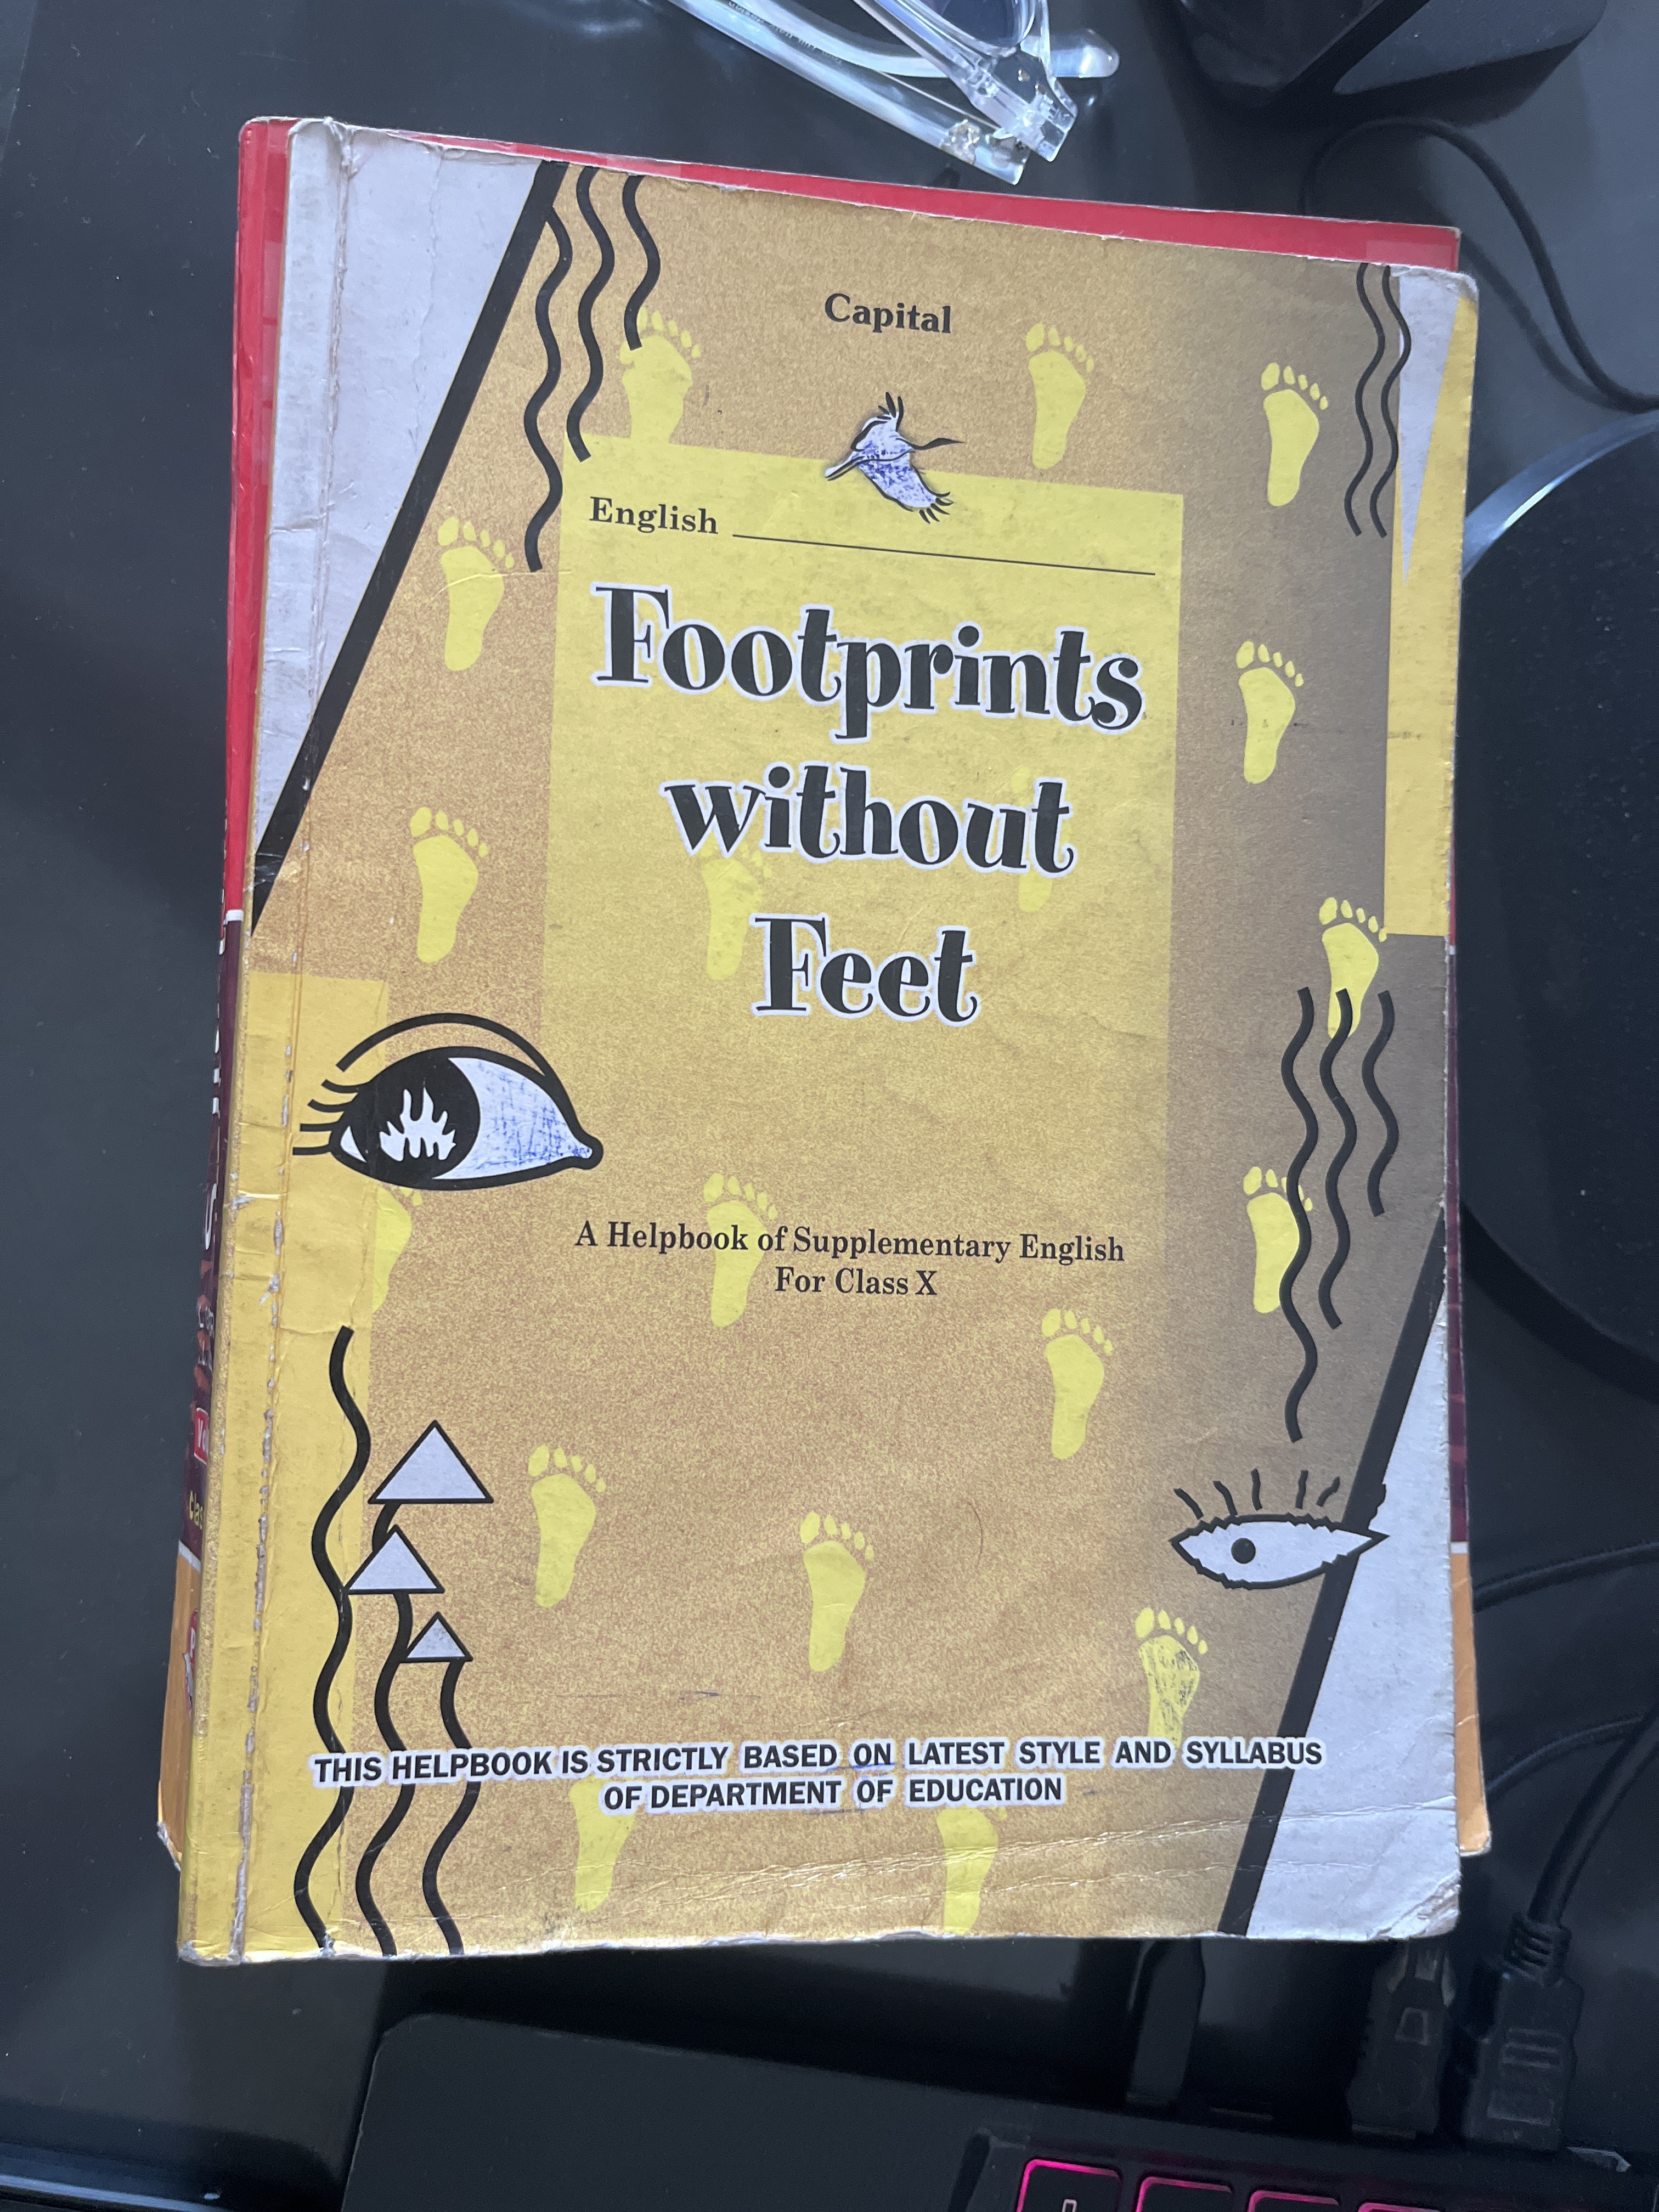 Capital
English
Footprints
without
Feet
A Helpbook of Supplementary English
For Class X
THIS HELPBOOK IS STRICTLY BASED ON LATEST STYLE AND SYLLABUS
OF DEPARTMENT OF EDUCATION